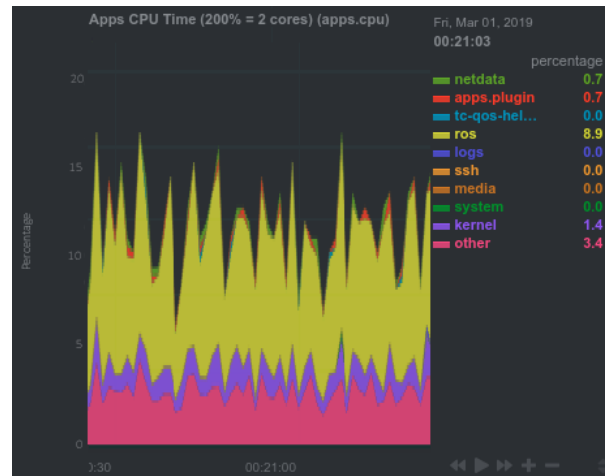 Apps CPU Time (200% = 2 cores) (apps.cpu)
Fri, Mar 01, 2019
00:21:03
percentage
netdata 0.7
apps.plugin 0.7
tc-qos-hel... 0.0
ros 8.9
logs 0.0
ssh 0.0
media 0.0
system 0.0
kernel 1.4
other 3.4
Percentage
20
15
10
5
0
0:30
00:21:00